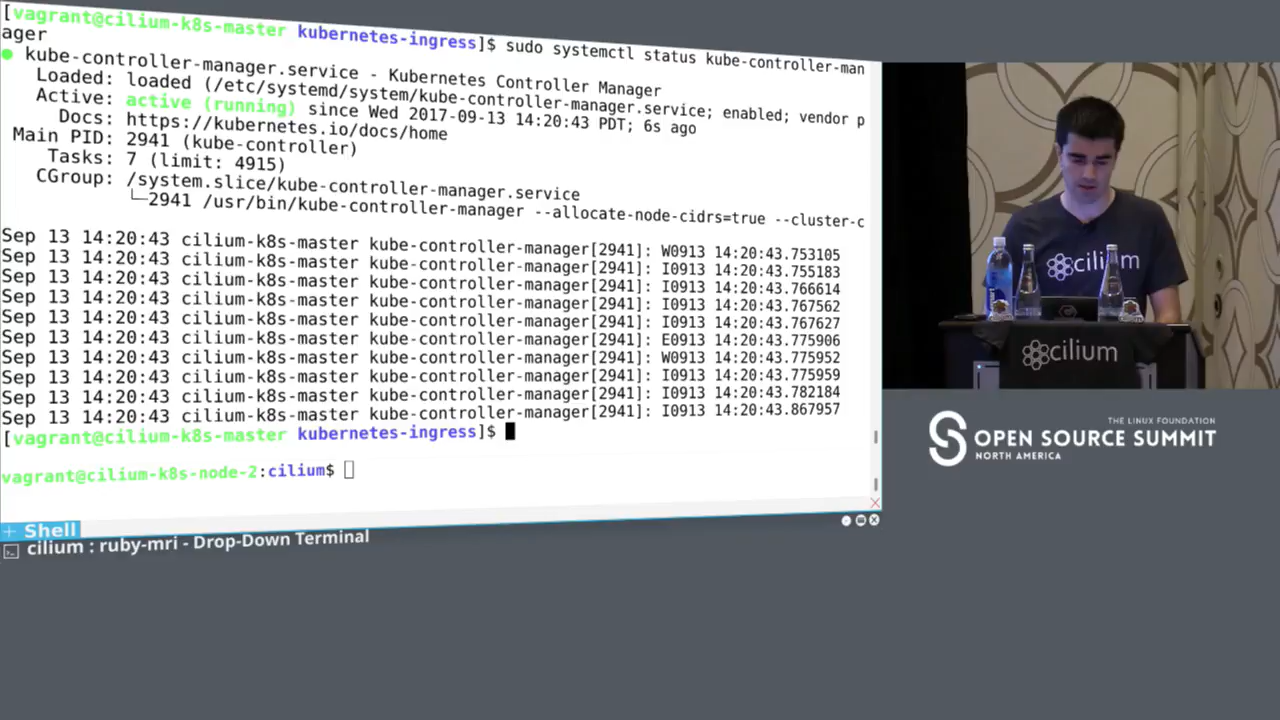 [vagrant@cilium-k8s-master kubernetes-ingress]$ sudo systemctl status kube-controller-man
ager
● kube-controller-manager.service - Kubernetes Controller Manager
Loaded: loaded (/etc/systemd/system/kube-controller-manager.service; enabled; vendor p
Active: active (running) since Wed 2017-09-13 14:20:43 PDT; 6s ago
Docs: https://kubernetes.io/docs/home
Main PID: 2941 (kube-controller)
Tasks: 7 (limit: 4915)
CGroup: /system.slice/kube-controller-manager.service
└─2941 /usr/bin/kube-controller-manager --allocate-node-cidrs=true --cluster-c
Sep 13 14:20:43 cilium-k8s-master kube-controller-manager[2941]: W0913 14:20:43.753105
Sep 13 14:20:43 cilium-k8s-master kube-controller-manager[2941]: I0913 14:20:43.755183
Sep 13 14:20:43 cilium-k8s-master kube-controller-manager[2941]: I0913 14:20:43.766614
Sep 13 14:20:43 cilium-k8s-master kube-controller-manager[2941]: I0913 14:20:43.767562
Sep 13 14:20:43 cilium-k8s-master kube-controller-manager[2941]: I0913 14:20:43.767627
Sep 13 14:20:43 cilium-k8s-master kube-controller-manager[2941]: E0913 14:20:43.775906
Sep 13 14:20:43 cilium-k8s-master kube-controller-manager[2941]: W0913 14:20:43.775952
Sep 13 14:20:43 cilium-k8s-master kube-controller-manager[2941]: I0913 14:20:43.775959
Sep 13 14:20:43 cilium-k8s-master kube-controller-manager[2941]: I0913 14:20:43.782184
Sep 13 14:20:43 cilium-k8s-master kube-controller-manager[2941]: I0913 14:20:43.867957
[vagrant@cilium-k8s-master kubernetes-ingress]$
vagrant@cilium-k8s-node-2:cilium$
+ Shell
cilium : ruby-mri - Drop-Down Terminal
cilium
cilium
THE LINUX FOUNDATION
OPEN SOURCE SUMMIT
NORTH AMERICA